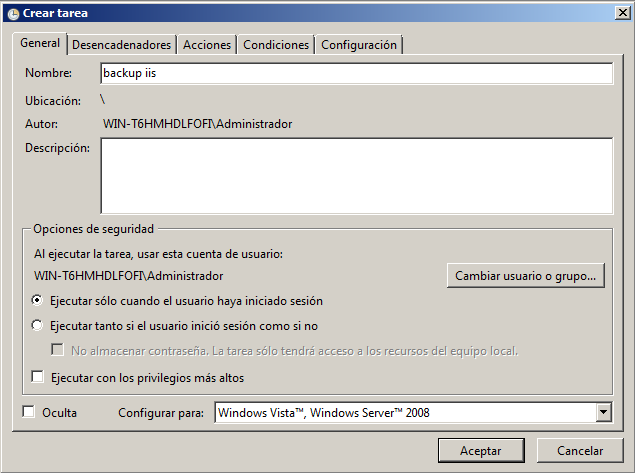 Crear tarea
General Desencadenadores Acciones Condiciones Configuración
Nombre: backup iis
Ubicación: \
Autor: WIN-T6HMHDLFOFI\Administrador
Descripción:
Opciones de seguridad
Al ejecutar la tarea, usar esta cuenta de usuario:
WIN-T6HMHDLFOFI\Administrador Cambiar usuario o grupo...
Ejecutar sólo cuando el usuario haya iniciado sesión
Ejecutar tanto si el usuario inició sesión como si no
No almacenar contraseña. La tarea sólo tendrá acceso a los recursos del equipo local.
Ejecutar con los privilegios más altos
Oculta Configurar para: Windows Vista™, Windows Server™ 2008
Aceptar Cancelar